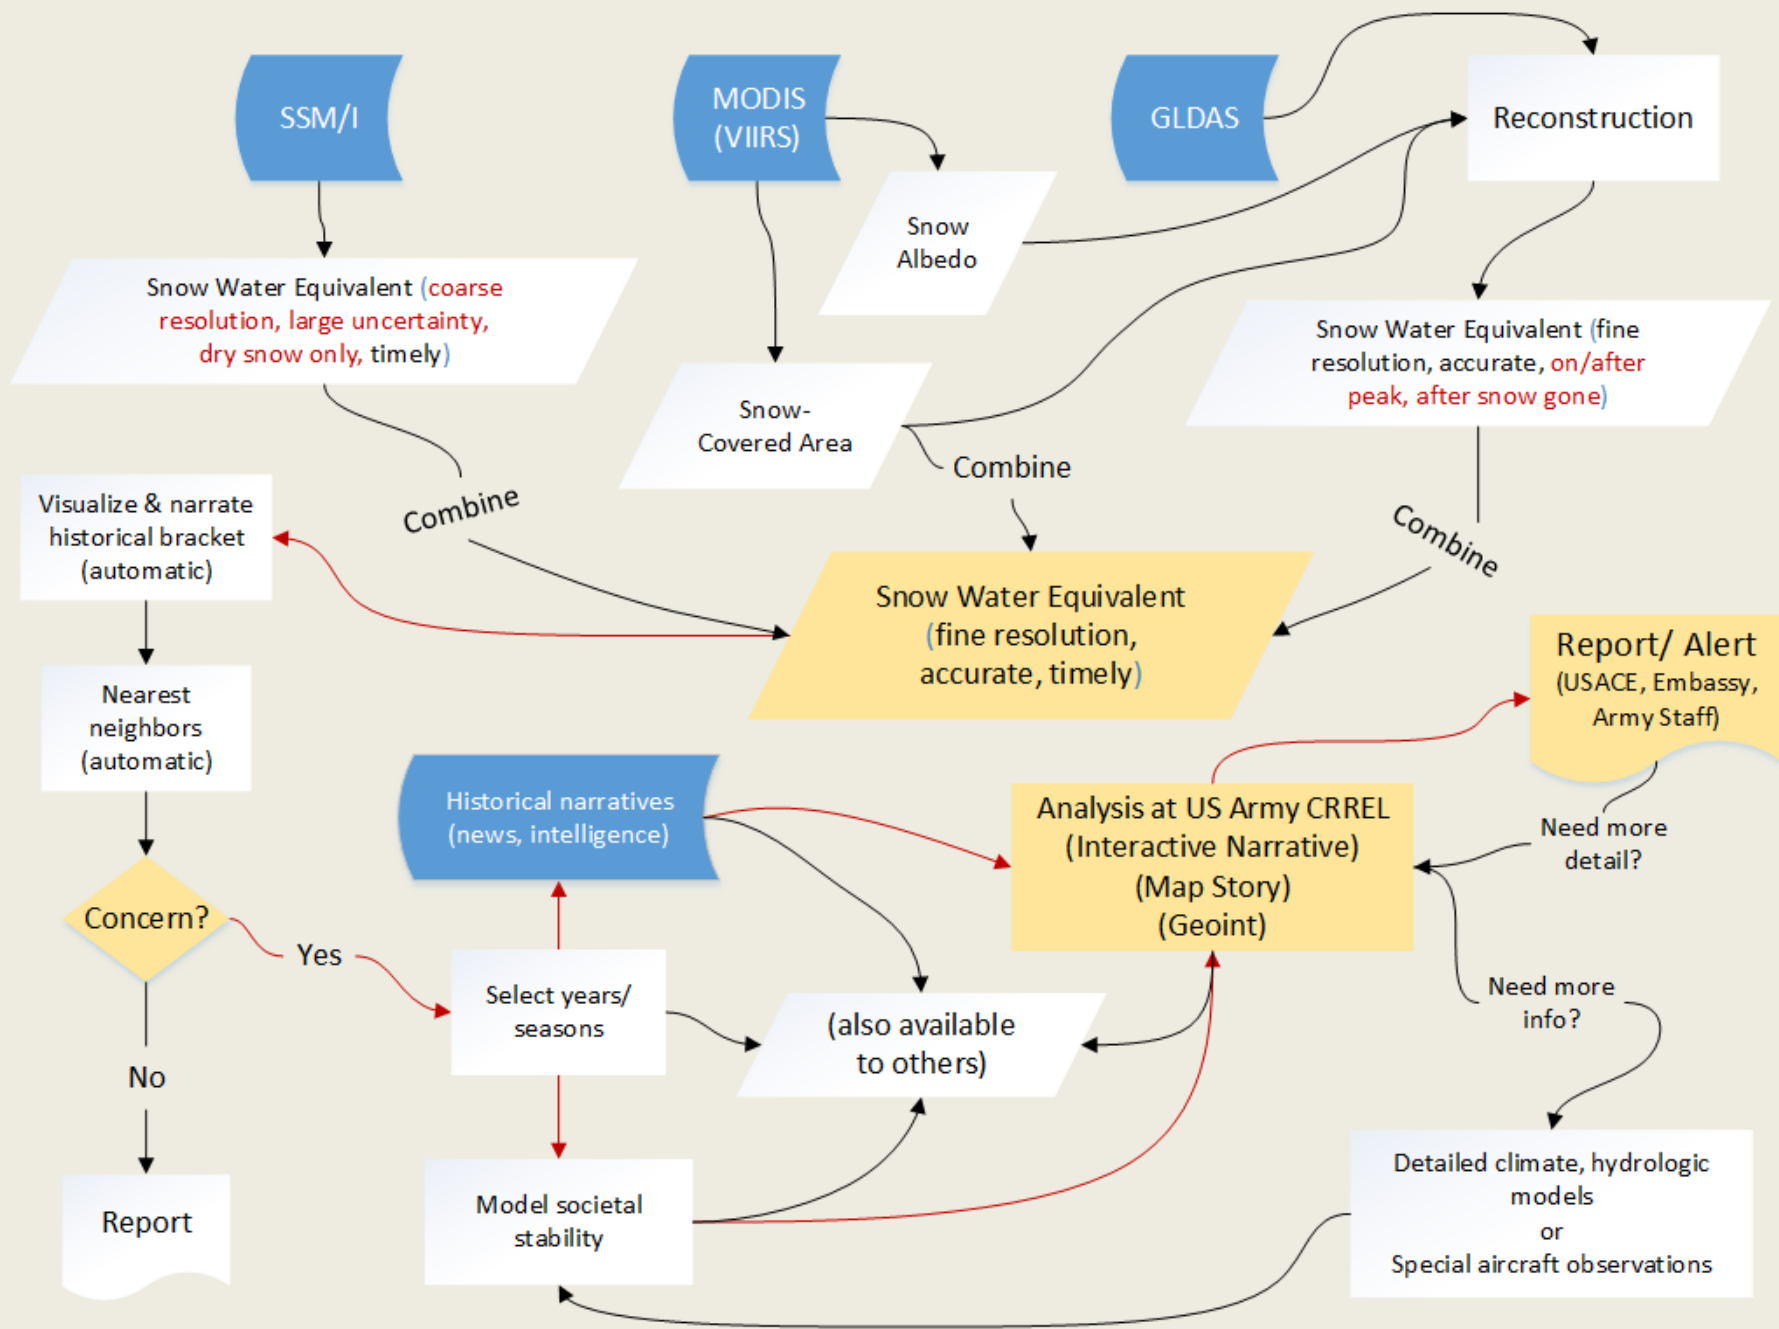 SSM/I
MODIS
(VIIRS)
GLDAS
Reconstruction
Snow
Albedo
Snow Water Equivalent (coarse
resolution, large uncertainty,
dry snow only, timely)
Snow Water Equivalent (fine
resolution, accurate, on/after
peak, after snow gone)
Snow-
Covered Area
Combine
Combine
Combine
Visualize & narrate
historical bracket
(automatic)
Snow Water Equivalent
(fine resolution,
accurate, timely)
Report/ Alert
(USACE, Embassy,
Army Staff)
Nearest
neighbors
(automatic)
Historical narratives
(news, intelligence)
Analysis at US Army CRREL
(Interactive Narrative)
(Map Story)
(Geoint)
Need more
detail?
Concern?
Yes
Select years/
seasons
(also available
to others)
Need more
info?
No
Report
Model societal
stability
Detailed climate, hydrologic
models
or
Special aircraft observations